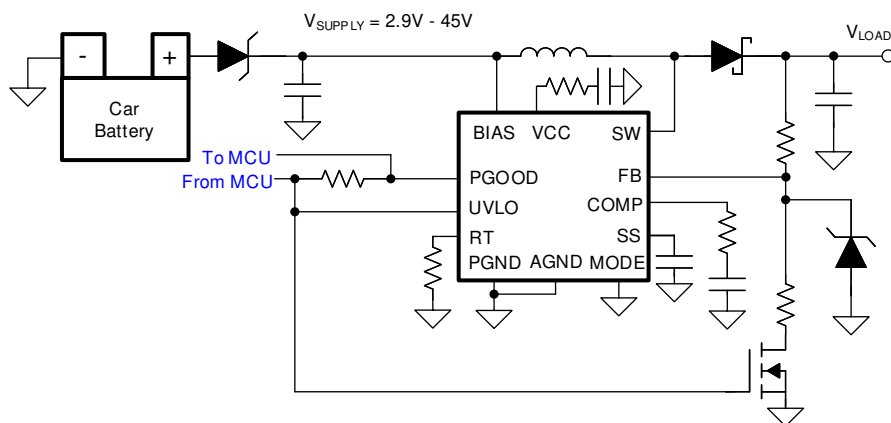 V_SUPPLY = 2.9V - 45V
V_LOAD
- +
Car
Battery
BIAS VCC SW
To MCU
From MCU
PGOOD
FB
UVLO
COMP
RT
SS
PGND AGND MODE